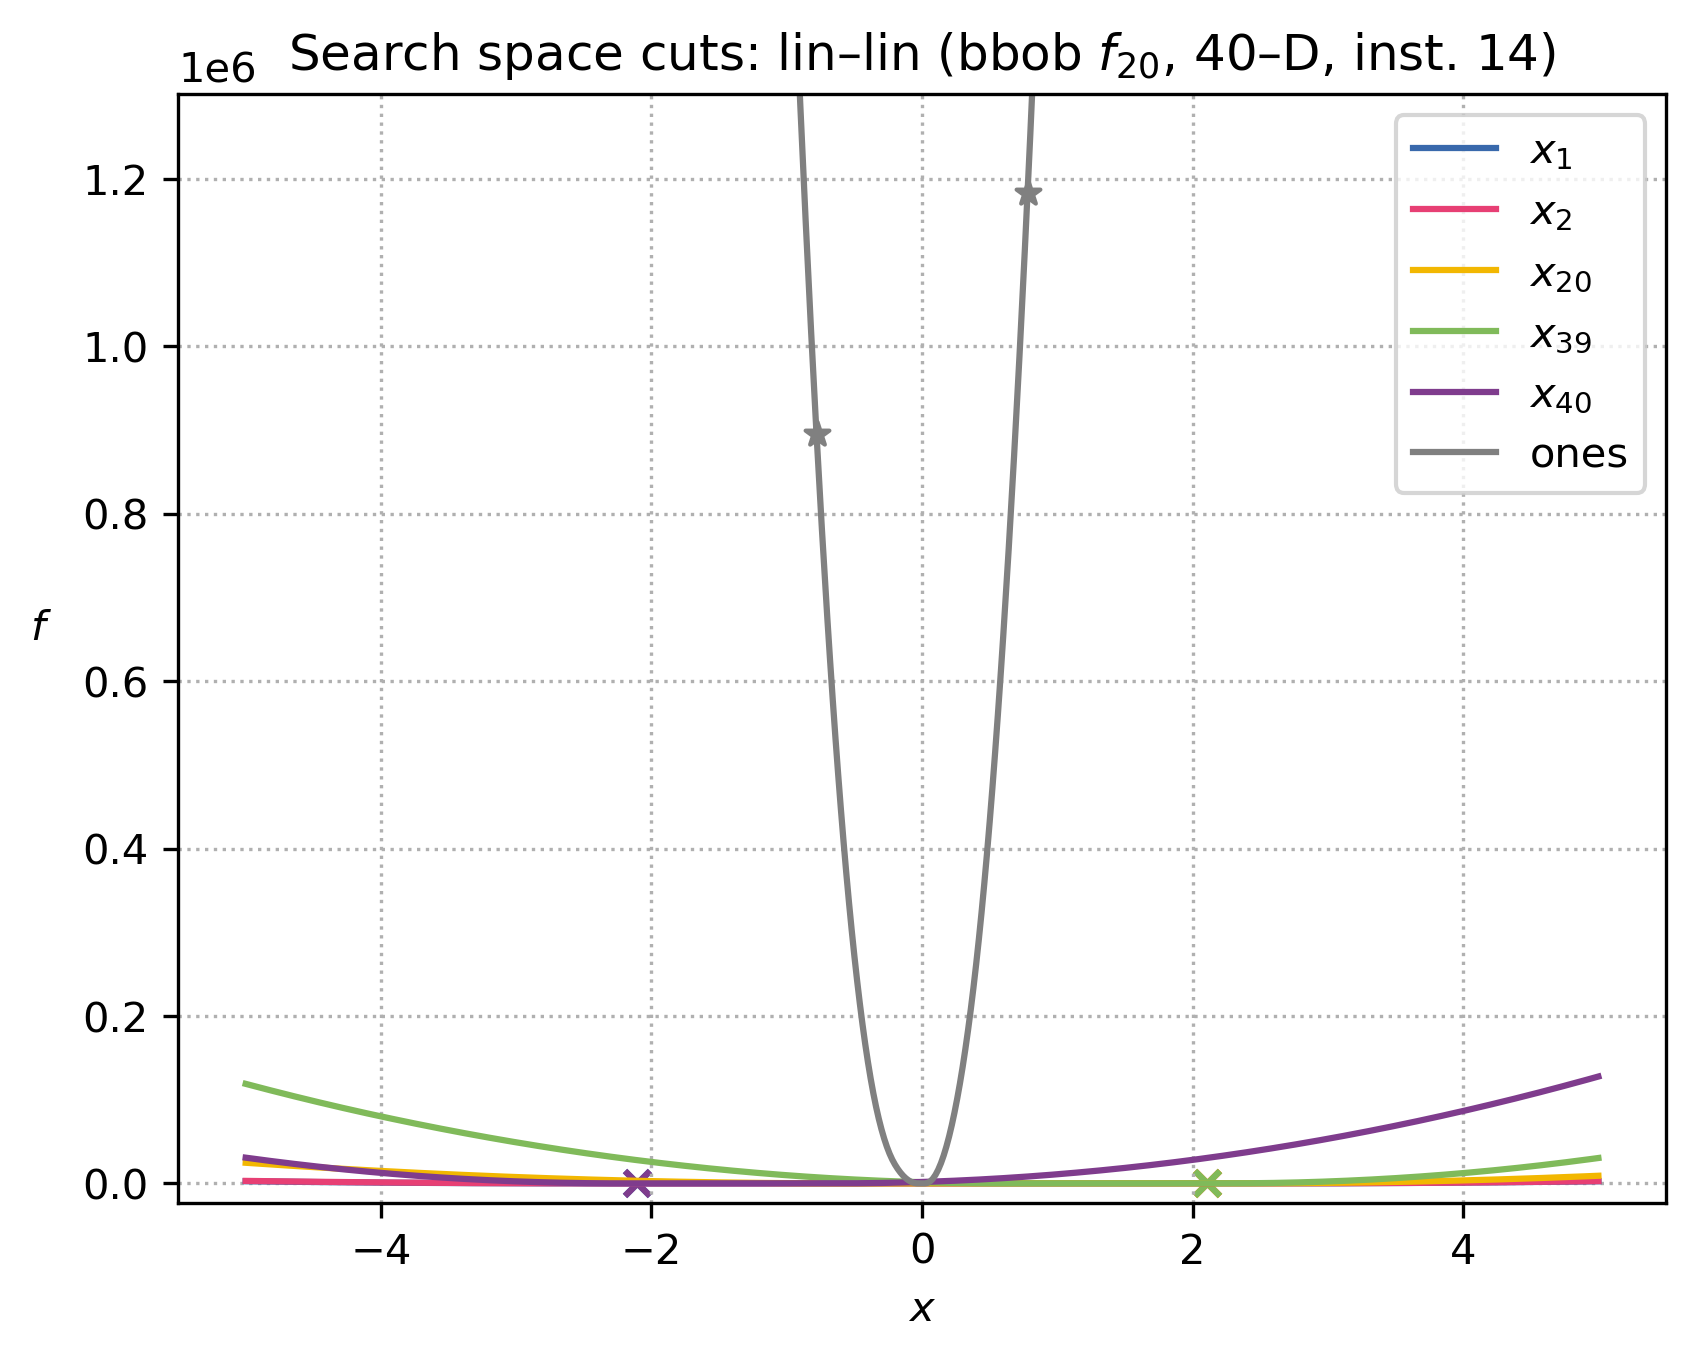 1e6 Search space cuts: lin–lin (bbob f₂₀, 40–D, inst. 14)
x₁
x₂
x₂₀
x₃₉
x₄₀
ones
1.2
1.0
0.8
0.6
0.4
0.2
0.0
f
−4 −2 0 2 4
x